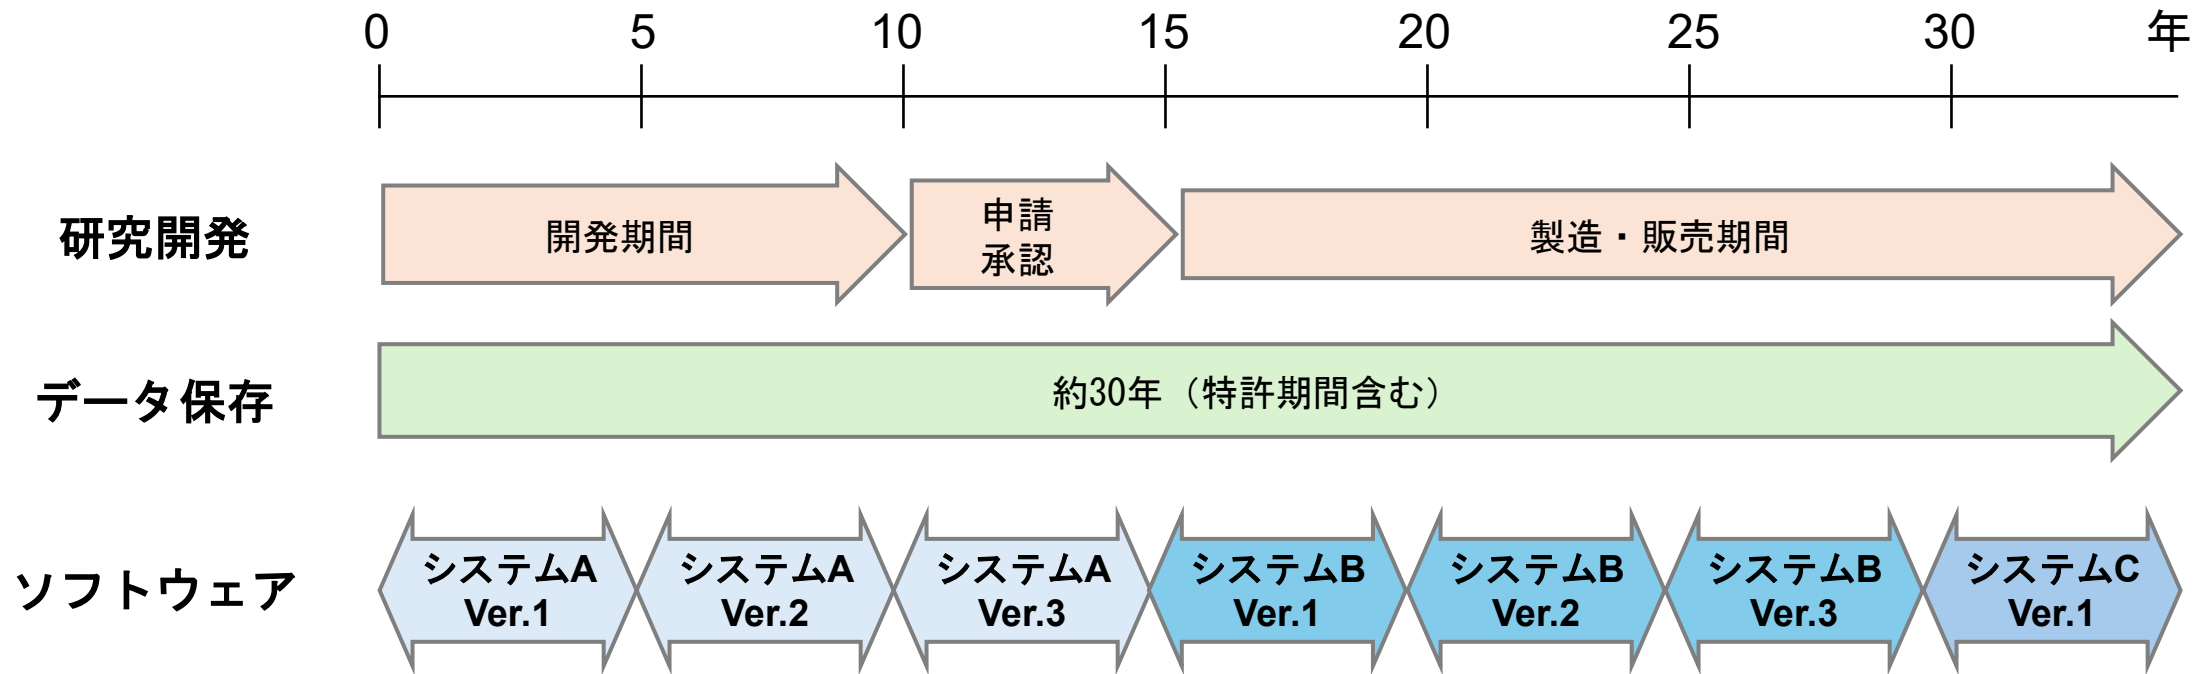 0 5 10 15 20 25 30 年
研究開発
開発期間
申請
承認
製造・販売期間
データ保存
約30年（特許期間含む）
ソフトウェア
システムA
Ver.1
システムA
Ver.2
システムA
Ver.3
システムB
Ver.1
システムB
Ver.2
システムB
Ver.3
システムC
Ver.1